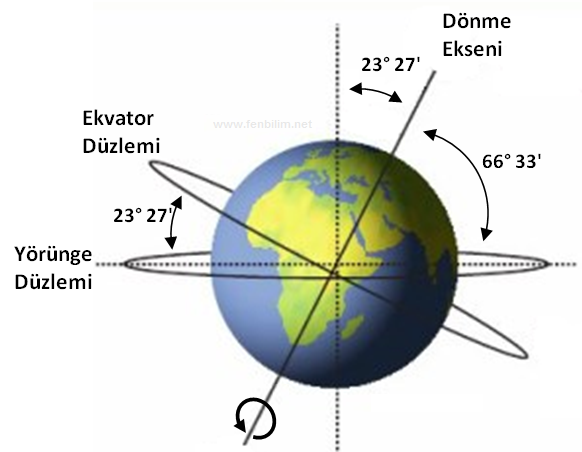 Dönme
Ekseni
23° 27'
www.fenbilim.net
Ekvator
Düzlemi
66° 33'
23° 27'
Yörünge
Düzlemi